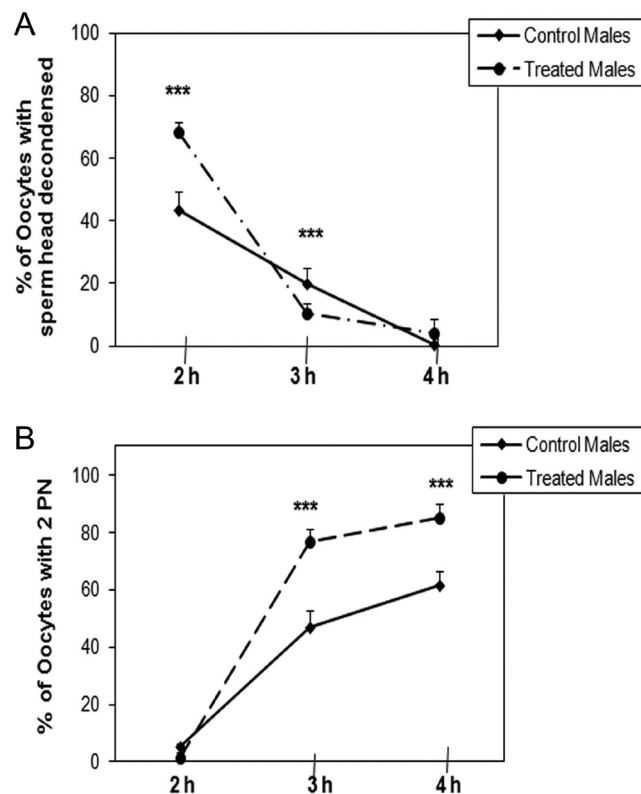 A
Control Males
Treated Males
% of Oocytes with
sperm head decondensed
100
80
60
40
20
0
***
***
2 h
3 h
4 h
B
Control Males
Treated Males
% of Oocytes with 2 PN
100
80
60
40
20
0
***
***
2 h
3 h
4 h